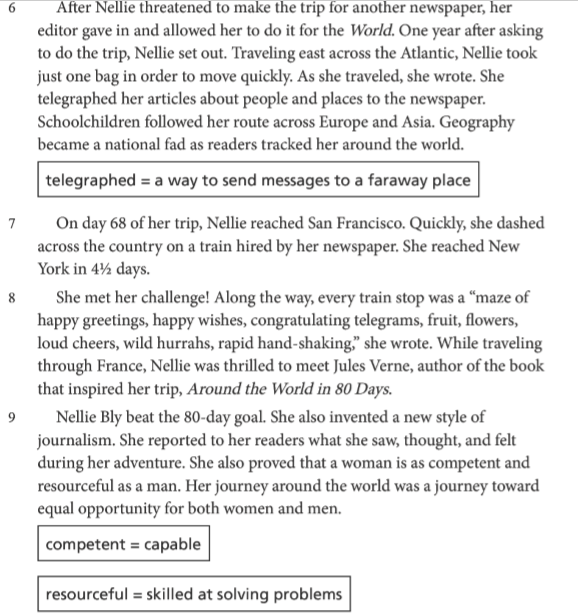 6 After Nellie threatened to make the trip for another newspaper, her
editor gave in and allowed her to do it for the World. One year after asking
to do the trip, Nellie set out. Traveling east across the Atlantic, Nellie took
just one bag in order to move quickly. As she traveled, she wrote. She
telegraphed her articles about people and places to the newspaper.
Schoolchildren followed her route across Europe and Asia. Geography
became a national fad as readers tracked her around the world.
telegraphed = a way to send messages to a faraway place
7 On day 68 of her trip, Nellie reached San Francisco. Quickly, she dashed
across the country on a train hired by her newspaper. She reached New
York in 4½ days.
8 She met her challenge! Along the way, every train stop was a “maze of
happy greetings, happy wishes, congratulating telegrams, fruit, flowers,
loud cheers, wild hurrahs, rapid hand-shaking,” she wrote. While traveling
through France, Nellie was thrilled to meet Jules Verne, author of the book
that inspired her trip, Around the World in 80 Days.
9 Nellie Bly beat the 80-day goal. She also invented a new style of
journalism. She reported to her readers what she saw, thought, and felt
during her adventure. She also proved that a woman is as competent and
resourceful as a man. Her journey around the world was a journey toward
equal opportunity for both women and men.
competent = capable
resourceful = skilled at solving problems